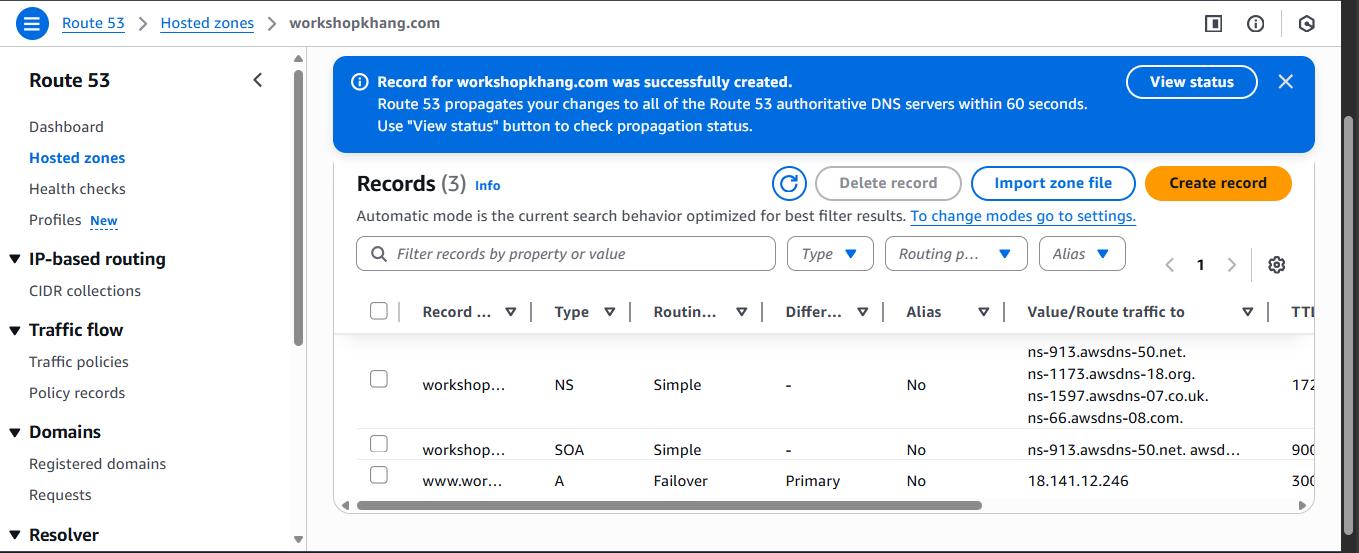 Route 53 > Hosted zones > workshopkhang.com
Route 53
Dashboard
Hosted zones
Health checks
Profiles New
IP-based routing
CIDR collections
Traffic flow
Traffic policies
Policy records
Domains
Registered domains
Requests
Resolver
Record for workshopkhang.com was successfully created.
Route 53 propagates your changes to all of the Route 53 authoritative DNS servers within 60 seconds.
Use "View status" button to check propagation status.
View status
Records (3) Info
Delete record
Import zone file
Create record
Automatic mode is the current search behavior optimized for best filter results. To change modes go to settings.
Filter records by property or value
Type
Routing p...
Alias
1
Record ... Type Routin... Differ... Alias Value/Route traffic to TTL
ns-913.awsdns-50.net.
ns-1173.awsdns-18.org.
workshop... NS Simple - No 172
ns-1597.awsdns-07.co.uk.
ns-66.awsdns-08.com.
workshop... SOA Simple - No ns-913.awsdns-50.net. awsd... 900
www.wor... A Failover Primary No 18.141.12.246 300